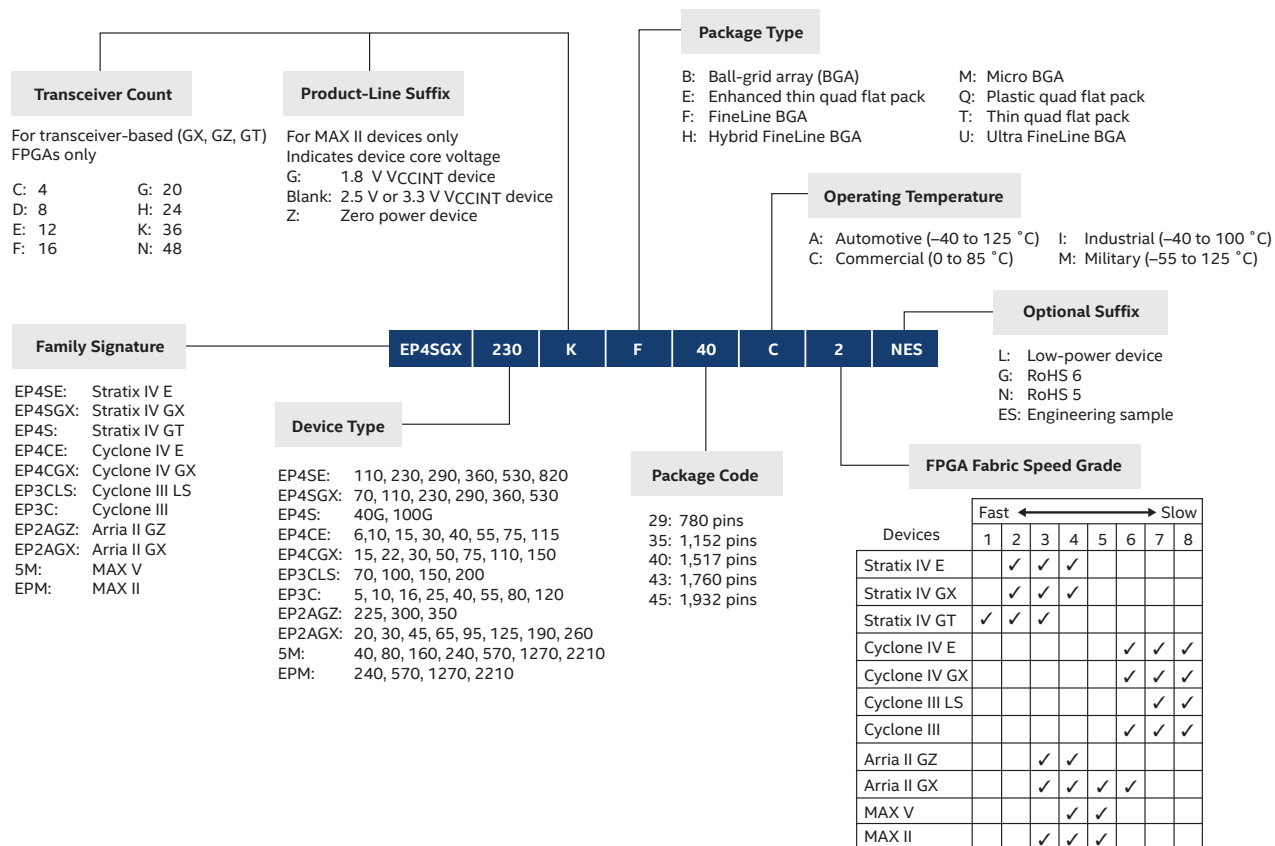 Package Type
B: Ball-grid array (BGA)
E: Enhanced thin quad flat pack
F: FineLine BGA
H: Hybrid FineLine BGA
M: Micro BGA
Q: Plastic quad flat pack
T: Thin quad flat pack
U: Ultra FineLine BGA
Transceiver Count
For transceiver-based (GX, GZ, GT)
FPGAs only
C: 4
D: 8
E: 12
F: 16
G: 20
H: 24
K: 36
N: 48
Product-Line Suffix
For MAX II devices only
Indicates device core voltage
G: 1.8 V VCCINT device
Blank: 2.5 V or 3.3 V VCCINT device
Z: Zero power device
Operating Temperature
A: Automotive (–40 to 125 ˚C)
C: Commercial (0 to 85 ˚C)
I: Industrial (–40 to 100 ˚C)
M: Military (–55 to 125 ˚C)
Optional Suffix
L: Low-power device
G: RoHS 6
N: RoHS 5
ES: Engineering sample
EP4SGX 230 K F 40 C 2 NES
Family Signature
EP4SE: Stratix IV E
EP4SGX: Stratix IV GX
EP4S: Stratix IV GT
EP4CE: Cyclone IV E
EP4CGX: Cyclone IV GX
EP3CLS: Cyclone III LS
EP3C: Cyclone III
EP2AGZ: Arria II GZ
EP2AGX: Arria II GX
5M: MAX V
EPM: MAX II
Device Type
EP4SE: 110, 230, 290, 360, 530, 820
EP4SGX: 70, 110, 230, 290, 360, 530
EP4S: 40G, 100G
EP4CE: 6,10, 15, 30, 40, 55, 75, 115
EP4CGX: 15, 22, 30, 50, 75, 110, 150
EP3CLS: 70, 100, 150, 200
EP3C: 5, 10, 16, 25, 40, 55, 80, 120
EP2AGZ: 225, 300, 350
EP2AGX: 20, 30, 45, 65, 95, 125, 190, 260
5M: 40, 80, 160, 240, 570, 1270, 2210
EPM: 240, 570, 1270, 2210
Package Code
29: 780 pins
35: 1,152 pins
40: 1,517 pins
43: 1,760 pins
45: 1,932 pins
FPGA Fabric Speed Grade
Fast Slow
Devices 1 2 3 4 5 6 7 8
Stratix IV E ✓ ✓ ✓
Stratix IV GX ✓ ✓ ✓
Stratix IV GT ✓ ✓ ✓
Cyclone IV E ✓ ✓ ✓
Cyclone IV GX ✓ ✓ ✓
Cyclone III LS ✓ ✓
Cyclone III ✓ ✓ ✓
Arria II GZ ✓ ✓
Arria II GX ✓ ✓ ✓ ✓
MAX V ✓ ✓
MAX II ✓ ✓ ✓